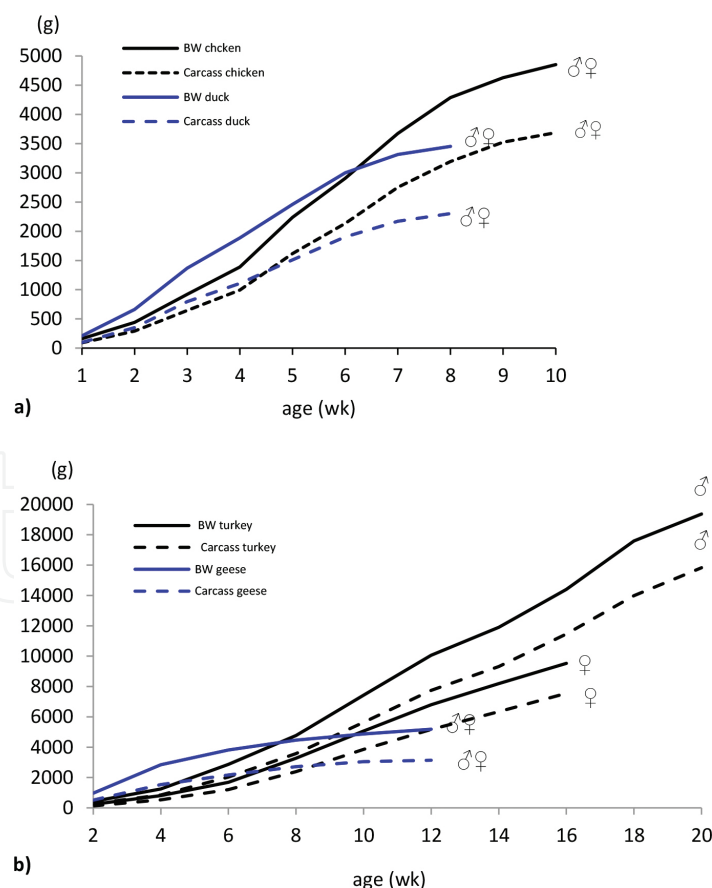 (g)
BW chcken
Carcass chicken
BW duck
Carcass duck
5000
4500
4000
3500
3000
2500
2000
1500
1000
500
0
♂♀
♂♀
♂♀
♂♀
1 2 3 4 5 6 7 8 9 10
a)
age (wk)
(g)
BW turkey
Carcass turkey
BW geese
Carcass geese
20000
18000
16000
14000
12000
10000
8000
6000
4000
2000
0
♂
♂
♀
♀
♂♀
♂♀
2 4 6 8 10 12 14 16 18 20
b)
age (wk)